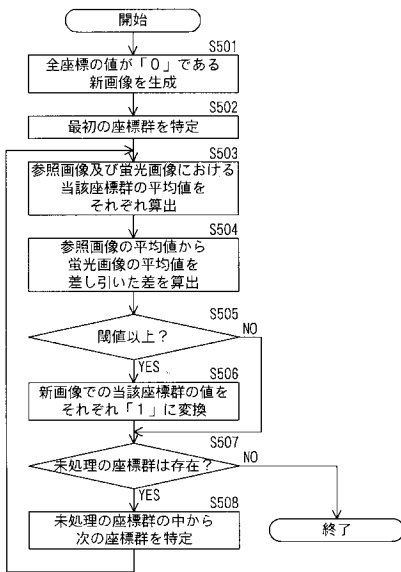 開始
S501
全座標の値が「0」である
新画像を生成
S502
最初の座標群を特定
S503
参照画像及び蛍光画像における
当該座標群の平均値を
それぞれ算出
S504
参照画像の平均値から
蛍光画像の平均値を
差し引いた差を算出
S505
閾値以上?
NO
YES
S506
新画像での当該座標群の値を
それぞれ「1」に変換
S507
未処理の座標群は存在?
NO
YES
S508
未処理の座標群の中から
次の座標群を特定
終了